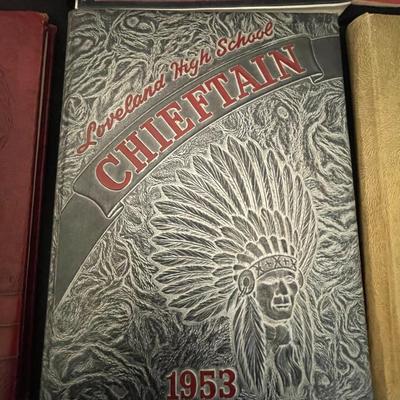 Loveland High School
CHIEFTAIN
1953